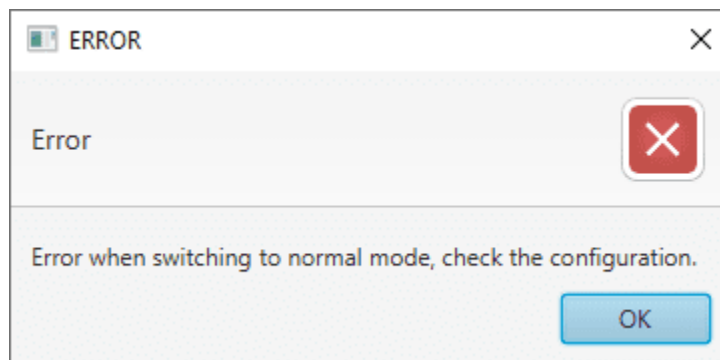 ERROR
Error
Error when switching to normal mode, check the configuration.
OK